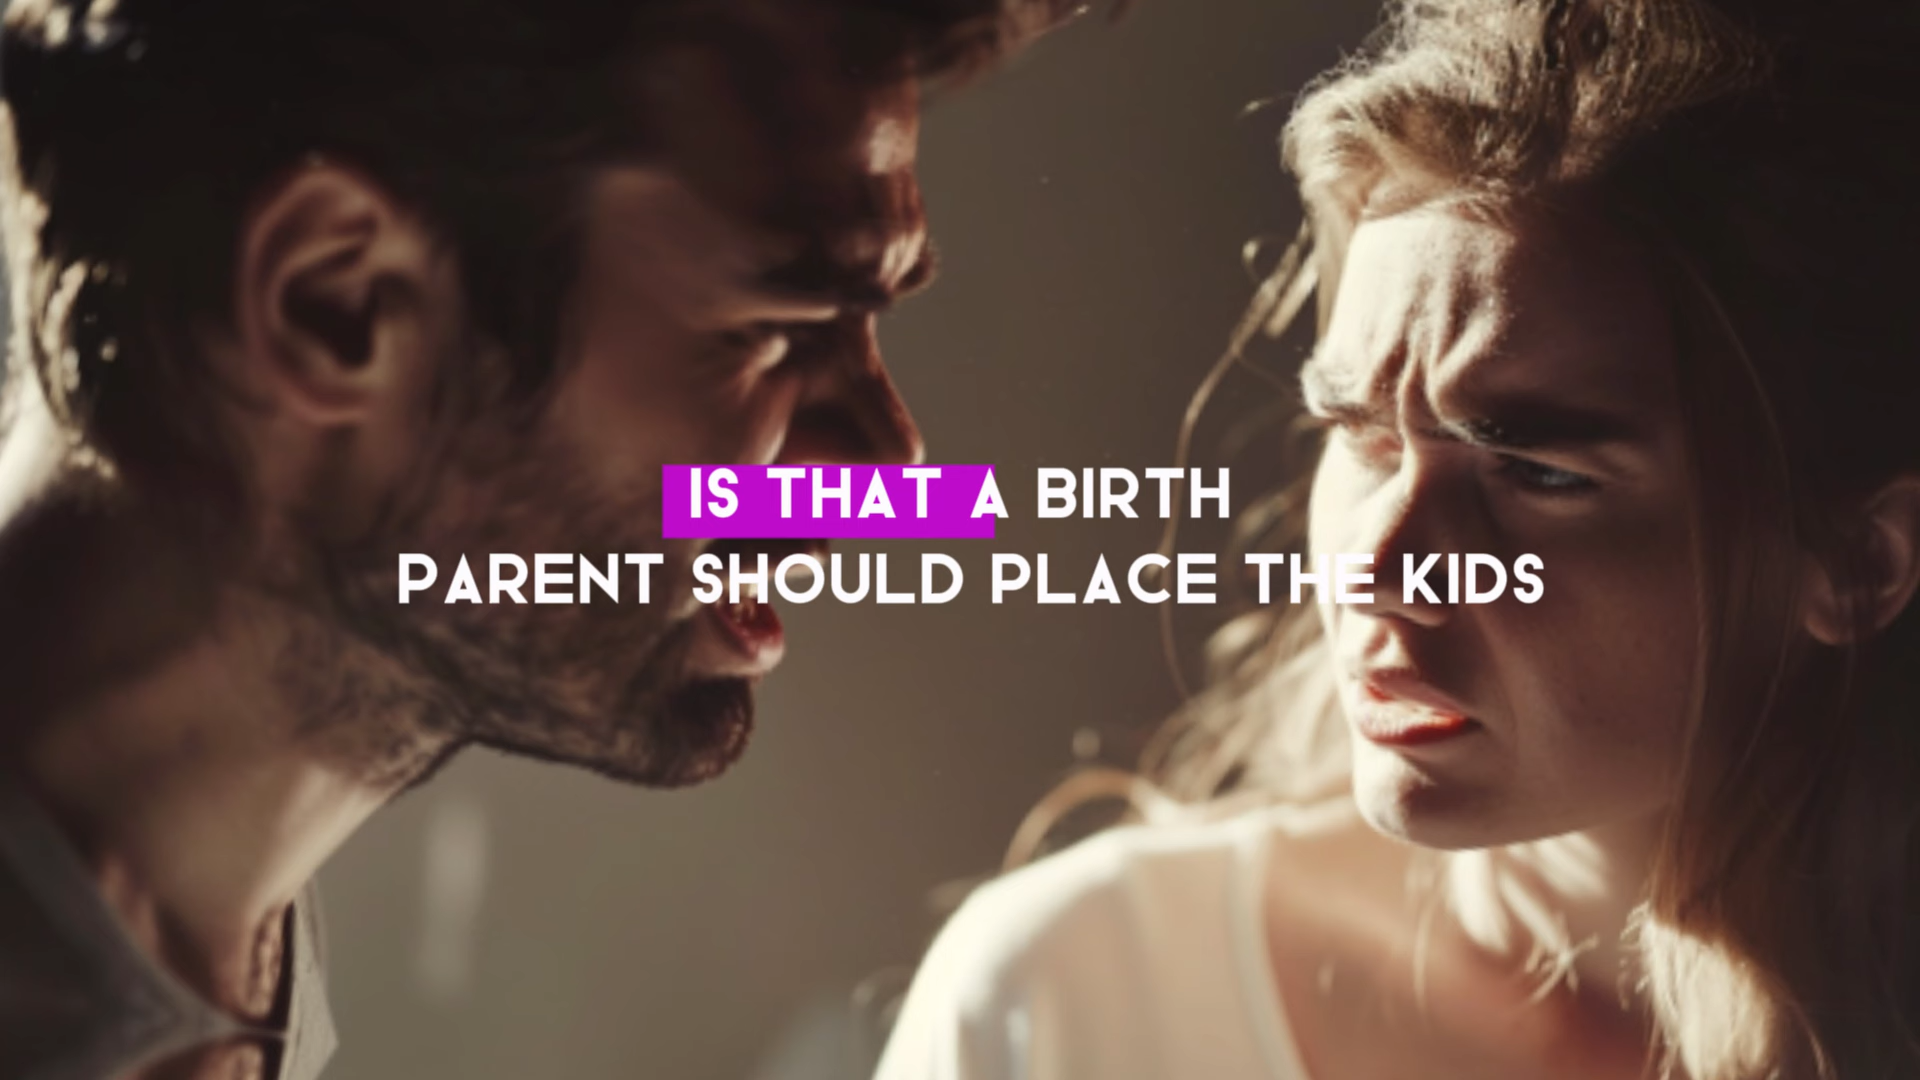 IS THAT A BIRTH
PARENT SHOULD PLACE THE KIDS